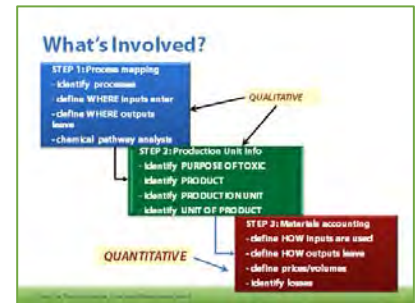 What's Involved?
STEP 1: Process mapping
- identify processes
- define WHERE inputs enter
- define WHERE outputs
leave
- chemical pathway analysis
QUALITATIVE
STEP 2: Production Unit Info
- Identify PURPOSE OF TOXIC
- Identify PRODUCT
- Identify PRODUCTION UNIT
- Identify UNIT OF PRODUCT
STEP 3: Materials accounting
- define HOW inputs are used
- define HOW outputs leave
- define prices/volumes
- identify losses
QUANTITATIVE